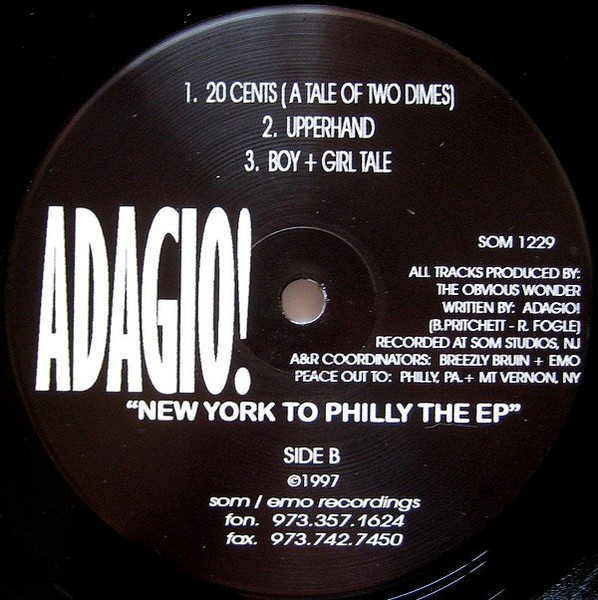 1. 20 CENTS (A TALE OF TWO DIMES)
2. UPPERHAND
3. BOY + GIRL TALE
ADAGIO!
SOM 1229
ALL TRACKS PRODUCED BY:
THE OBVIOUS WONDER
WRITTEN BY: ADAGIO!
(B.PRITCHETT - R. FOGLE)
RECORDED AT SOM STUDIOS, NJ
A&R COORDINATORS: BREEZLY BRUIN + EMO
PEACE OUT TO: PHILLY, PA. + MT VERNON, NY
"NEW YORK TO PHILLY THE EP"
SIDE B
©1997
som / emo recordings
fon. 973.357.1624
fax. 973.742.7450